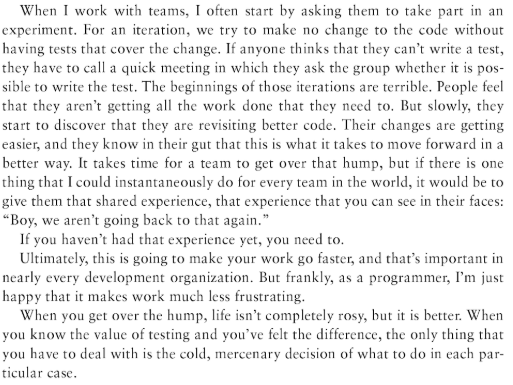 When I work with teams, I often start by asking them to take part in an
experiment. For an iteration, we try to make no change to the code without
having tests that cover the change. If anyone thinks that they can't write a test,
they have to call a quick meeting in which they ask the group whether it is pos-
sible to write the test. The beginnings of those iterations are terrible. People feel
that they aren't getting all the work done that they need to. But slowly, they
start to discover that they are revisiting better code. Their changes are getting
easier, and they know in their gut that this is what it takes to move forward in a
better way. It takes time for a team to get over that hump, but if there is one
thing that I could instantaneously do for every team in the world, it would be to
give them that shared experience, that experience that you can see in their faces:
“Boy, we aren't going back to that again.”
If you haven't had that experience yet, you need to.
Ultimately, this is going to make your work go faster, and that's important in
nearly every development organization. But frankly, as a programmer, I'm just
happy that it makes work much less frustrating.
When you get over the hump, life isn't completely rosy, but it is better. When
you know the value of testing and you've felt the difference, the only thing that
you have to deal with is the cold, mercenary decision of what to do in each par-
ticular case.